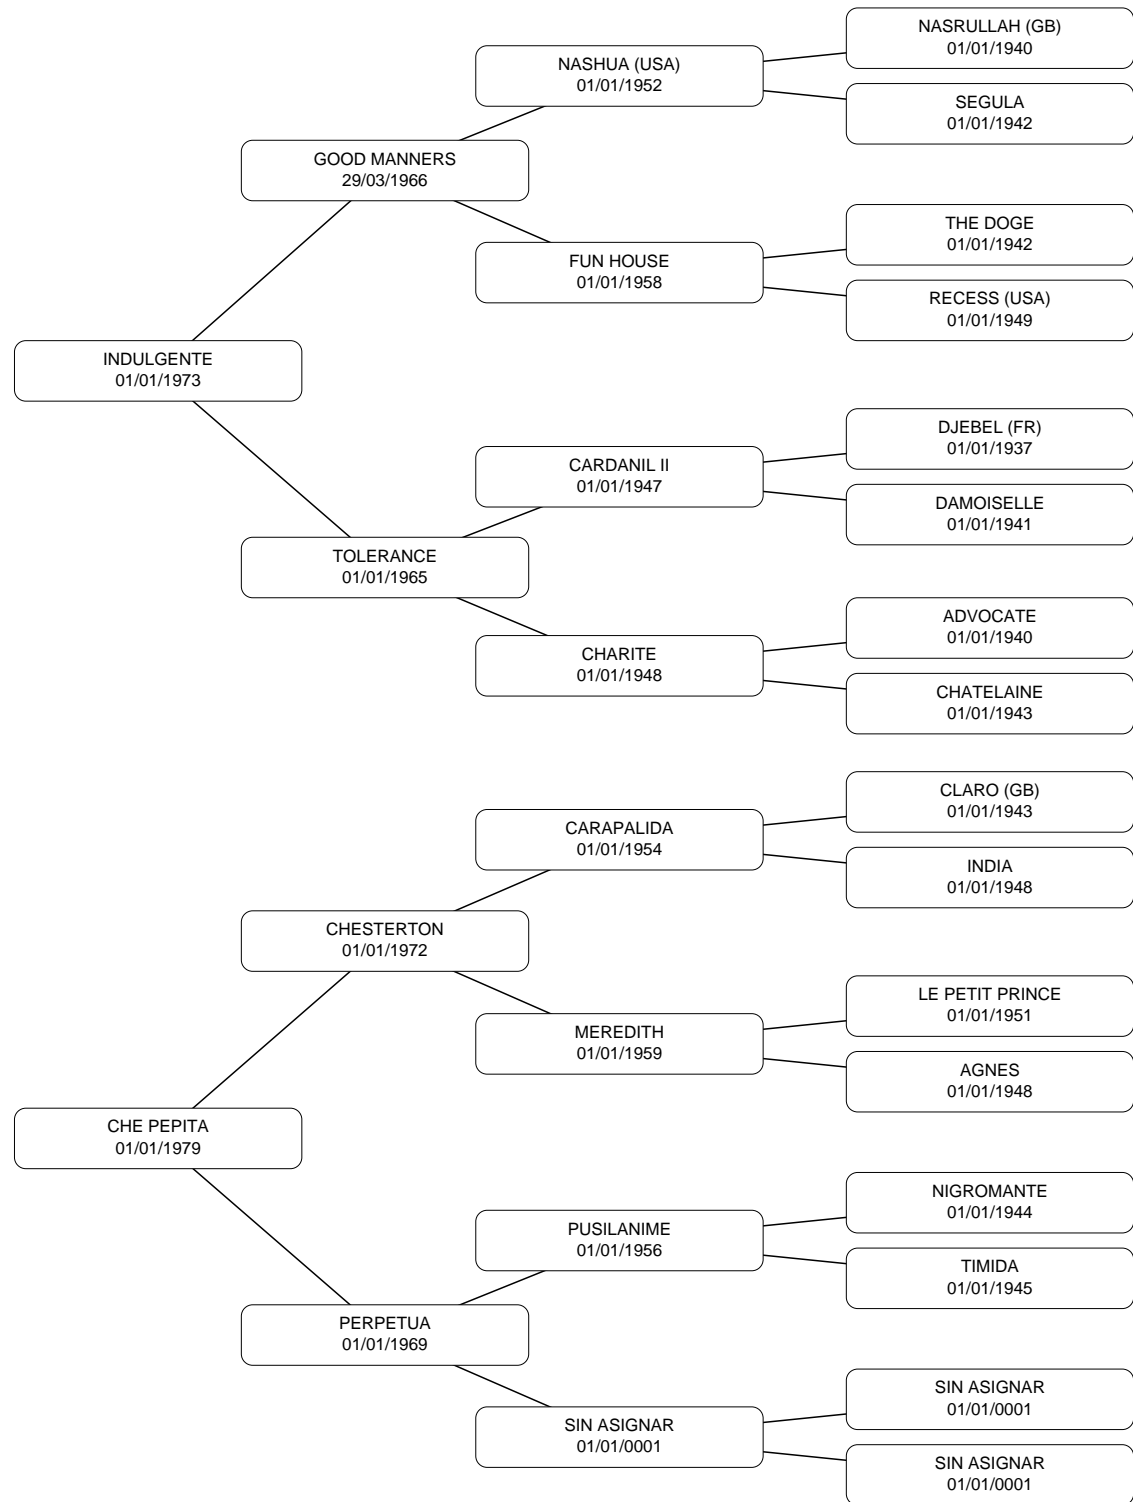 NASRULLAH (GB)
01/01/1940
NASHUA (USA)
01/01/1952
SEGULA
01/01/1942
GOOD MANNERS
29/03/1966
THE DOGE
01/01/1942
FUN HOUSE
01/01/1958
RECESS (USA)
01/01/1949
INDULGENTE
01/01/1973
DJEBEL (FR)
01/01/1937
CARDANIL II
01/01/1947
DAMOISELLE
01/01/1941
TOLERANCE
01/01/1965
ADVOCATE
01/01/1940
CHARITE
01/01/1948
CHATELAINE
01/01/1943
CLARO (GB)
01/01/1943
CARAPALIDA
01/01/1954
INDIA
01/01/1948
CHESTERTON
01/01/1972
LE PETIT PRINCE
01/01/1951
MEREDITH
01/01/1959
AGNES
01/01/1948
CHE PEPITA
01/01/1979
NIGROMANTE
01/01/1944
PUSILANIME
01/01/1956
TIMIDA
01/01/1945
PERPETUA
01/01/1969
SIN ASIGNAR
01/01/0001
SIN ASIGNAR
01/01/0001
SIN ASIGNAR
01/01/0001